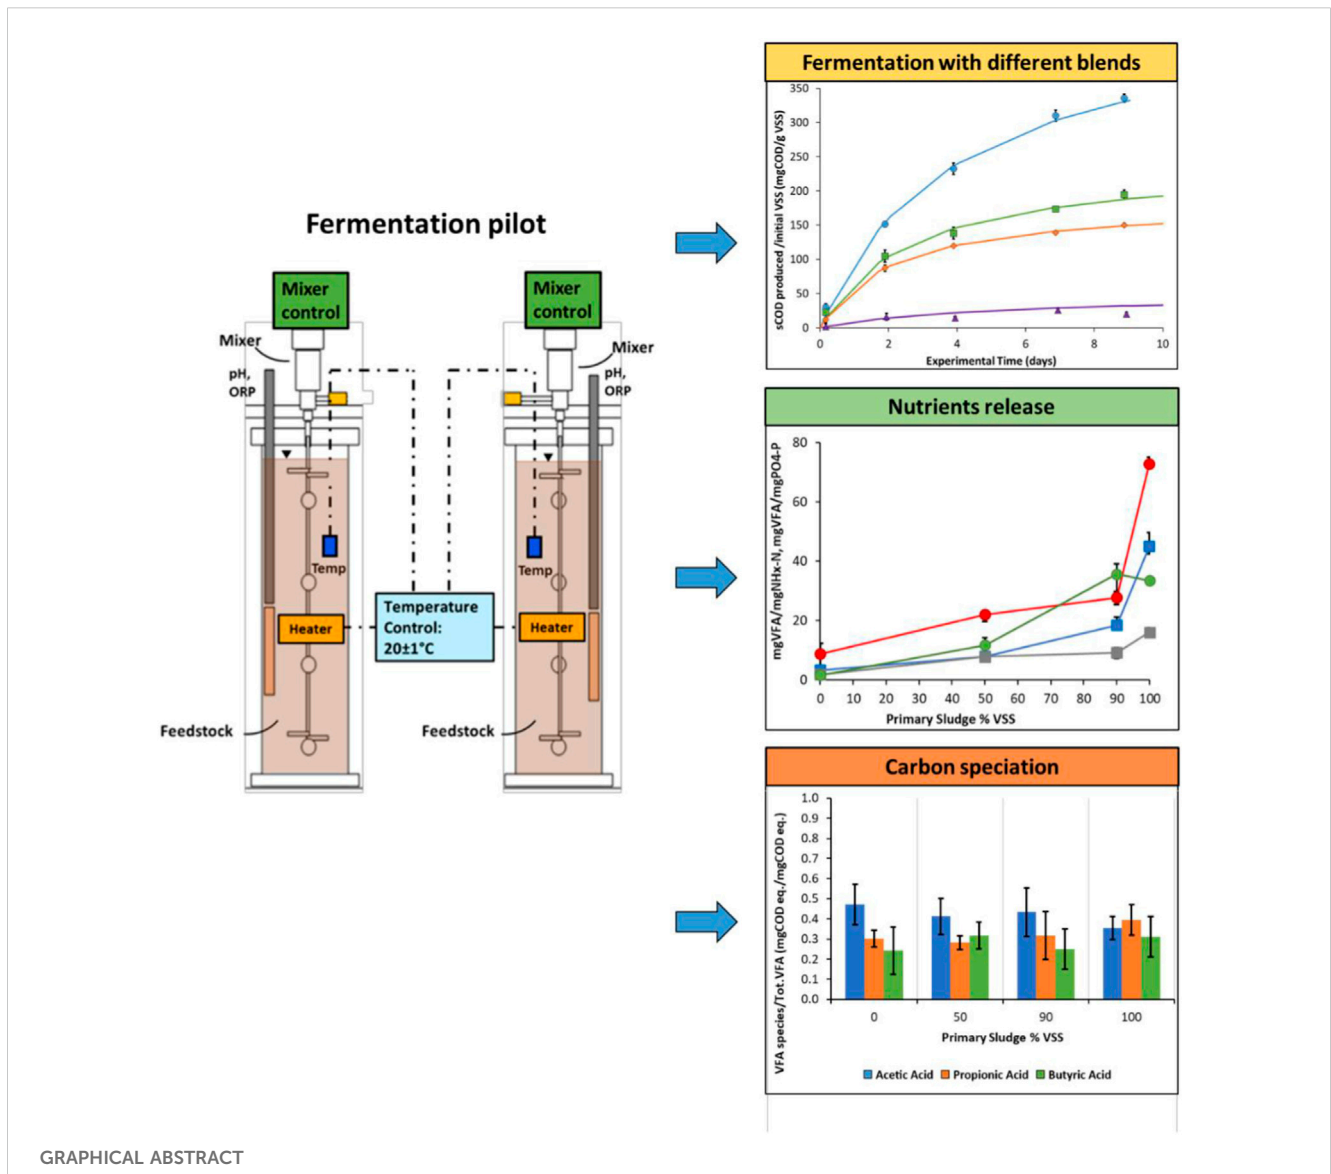 Fermentation pilot
Mixer
control
Mixer
control
Mixer
Mixer
pH,
ORP
pH,
ORP
Temp
Temp
Heater
Temperature
Control:
20±1°C
Heater
Feedstock
Feedstock
Fermentation with different blends
sCOD produced /initial VSS (mgCOD/g VSS)
350
300
250
200
150
100
50
0
0 2 4 6 8 10
Experimental Time (days)
Nutrients release
mgVFA/mgNHx-N, mgVFA/mgPO4-P
80
60
40
20
0
0 10 20 30 40 50 60 70 80 90 100
Primary Sludge % VSS
Carbon speciation
VFA species/Tot.VFA (mgCOD eq./mgCOD eq.)
1.0
0.9
0.8
0.7
0.6
0.5
0.4
0.3
0.2
0.1
0.0
0 50 90 100
Primary Sludge % VSS
Acetic Acid Propionic Acid Butyric Acid
GRAPHICAL ABSTRACT